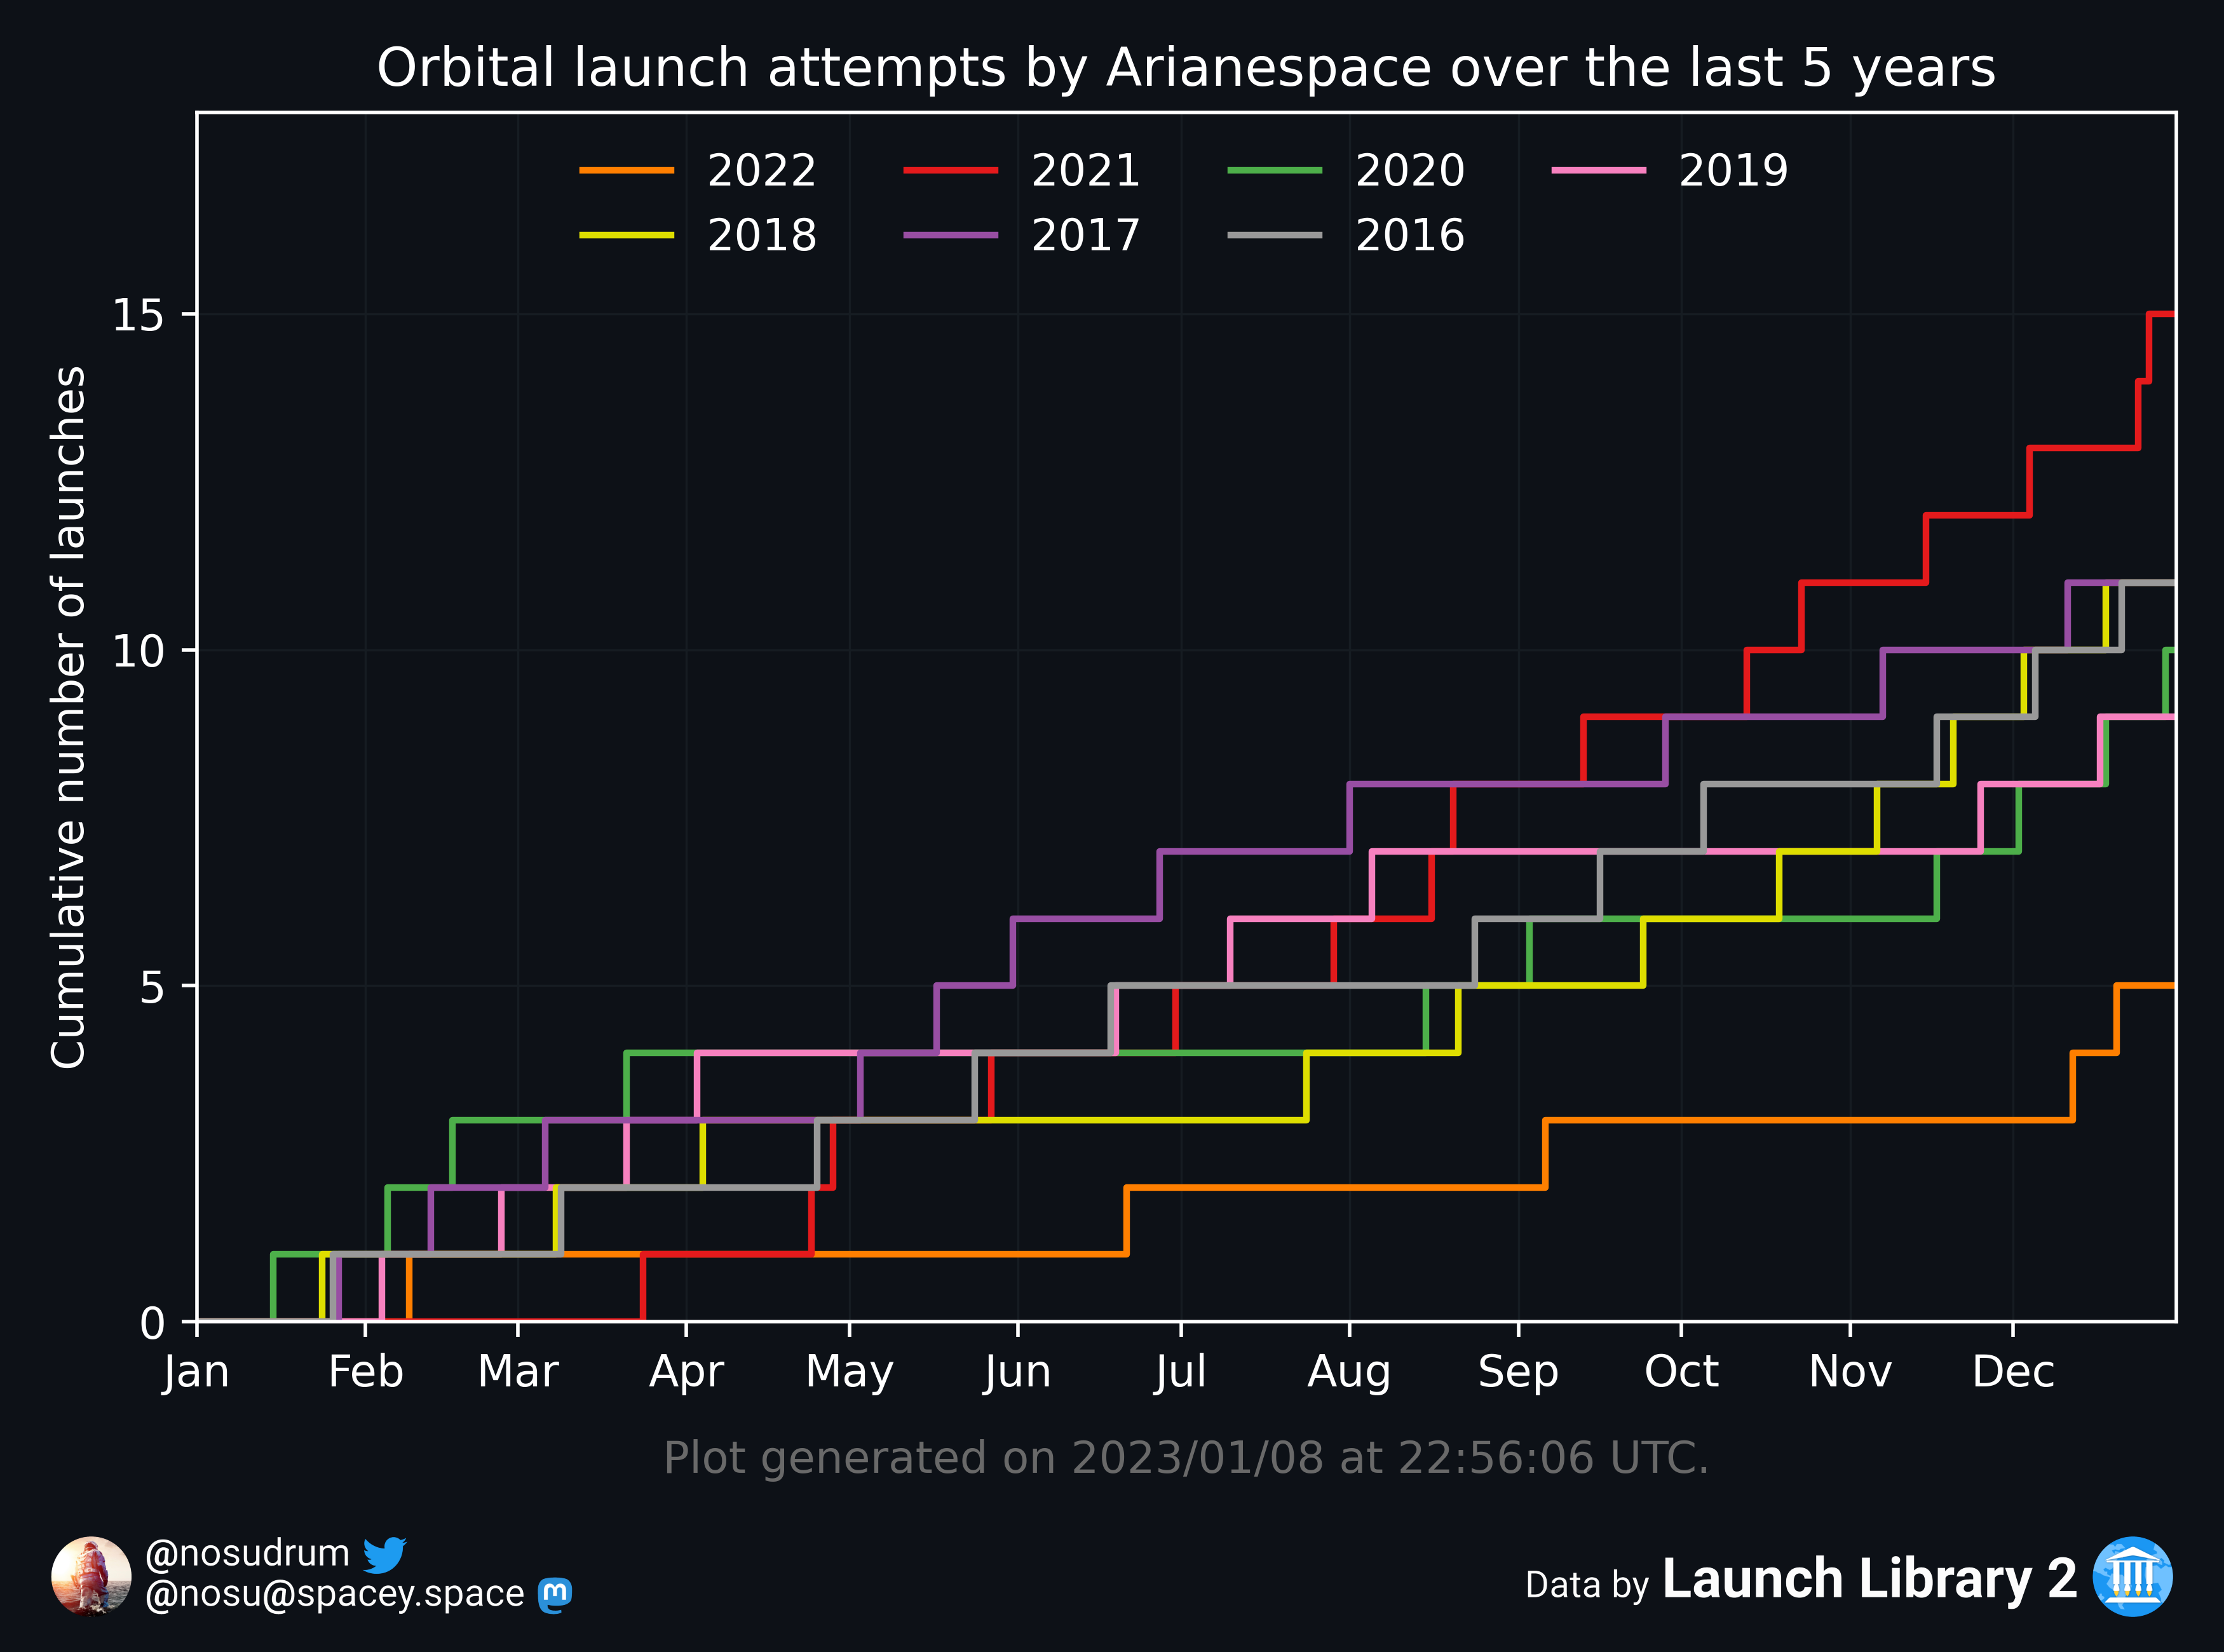 Orbital launch attempts by Arianespace over the last 5 years
2022 2021 2020 2019
2018 2017 2016
Cumulative number of launches
15
10
5
0
Jan Feb Mar Apr May Jun Jul Aug Sep Oct Nov Dec
Plot generated on 2023/01/08 at 22:56:06 UTC.
@nosudrum
@nosu@spacey.space
Data by Launch Library 2